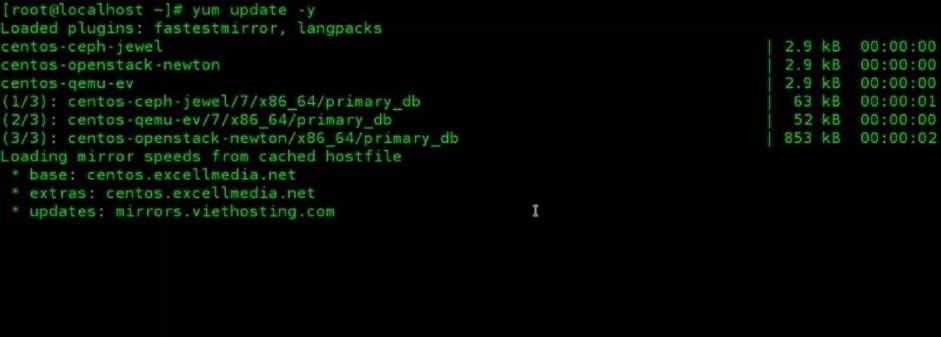 [root@localhost ~]# yum update -y
Loaded plugins: fastestmirror, langpacks
centos-ceph-jewel | 2.9 kB 00:00:00
centos-openstack-newton | 2.9 kB 00:00:00
centos-qemu-ev | 2.9 kB 00:00:00
(1/3): centos-ceph-jewel/7/x86_64/primary_db | 63 kB 00:00:01
(2/3): centos-qemu-ev/7/x86_64/primary_db | 52 kB 00:00:00
(3/3): centos-openstack-newton/x86_64/primary_db | 853 kB 00:00:02
Loading mirror speeds from cached hostfile
* base: centos.excellmedia.net
* extras: centos.excellmedia.net
* updates: mirrors.viethosting.com